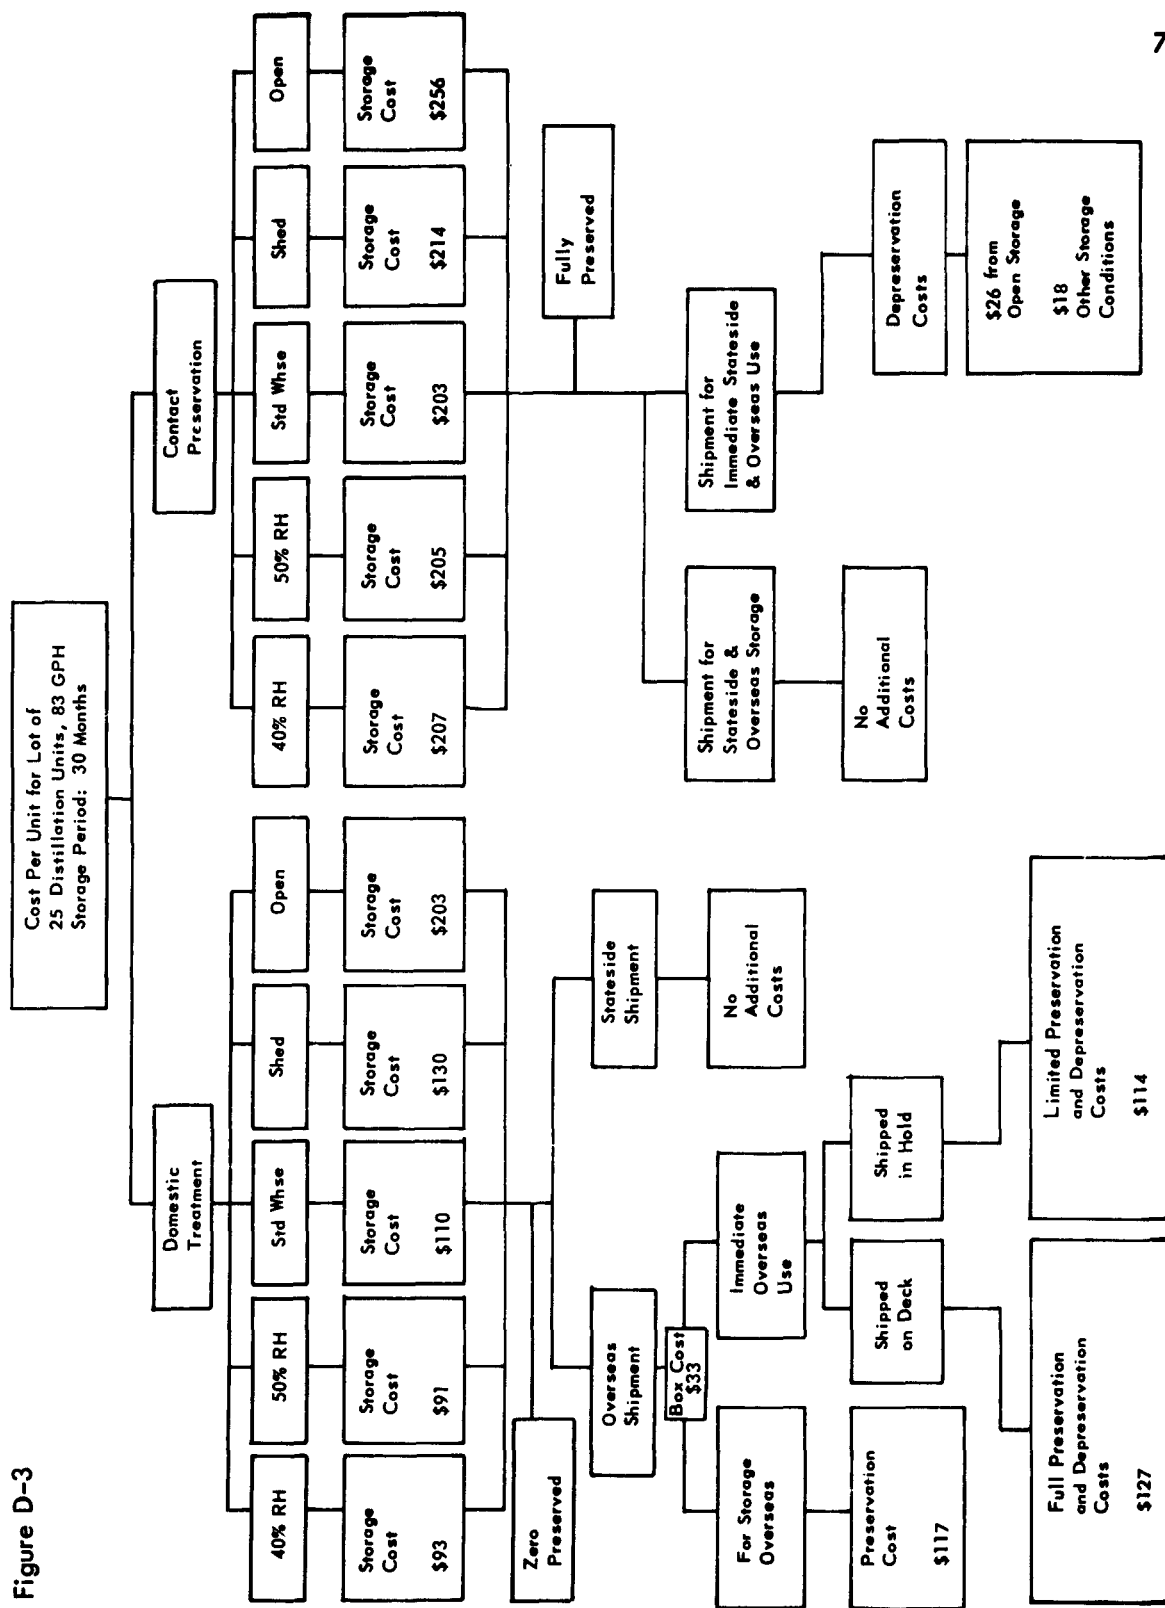 Figure D-3
Cost Per Unit for Lot of
25 Distillation Units, 83 GPH
Storage Period: 30 Months
Domestic
Treatment
40% RH
50% RH
Std Whse
Shed
Open
Storage
Cost
$93
Storage
Cost
$91
Storage
Cost
$110
Storage
Cost
$130
Storage
Cost
$203
Zero
Preserved
Overseas
Shipment
Stateside
Shipment
Box Cost
$33
No
Additional
Costs
For Storage
Overseas
Immediate
Overseas
Use
Preservation
Cost
$117
Shipped
on Deck
Shipped
in Hold
Full Preservation
and Depreservation
Costs
$127
Limited Preservation
and Depreservation
Costs
$114
Contact
Preservation
40% RH
50% RH
Std Whse
Shed
Open
Storage
Cost
$207
Storage
Cost
$205
Storage
Cost
$203
Storage
Cost
$214
Storage
Cost
$256
Fully
Preserved
Shipment for
Stateside &
Overseas Storage
Shipment for
Immediate Stateside
& Overseas Use
No
Additional
Costs
Depreservation
Costs
$26 from
Open Storage
$18
Other Storage
Conditions
7